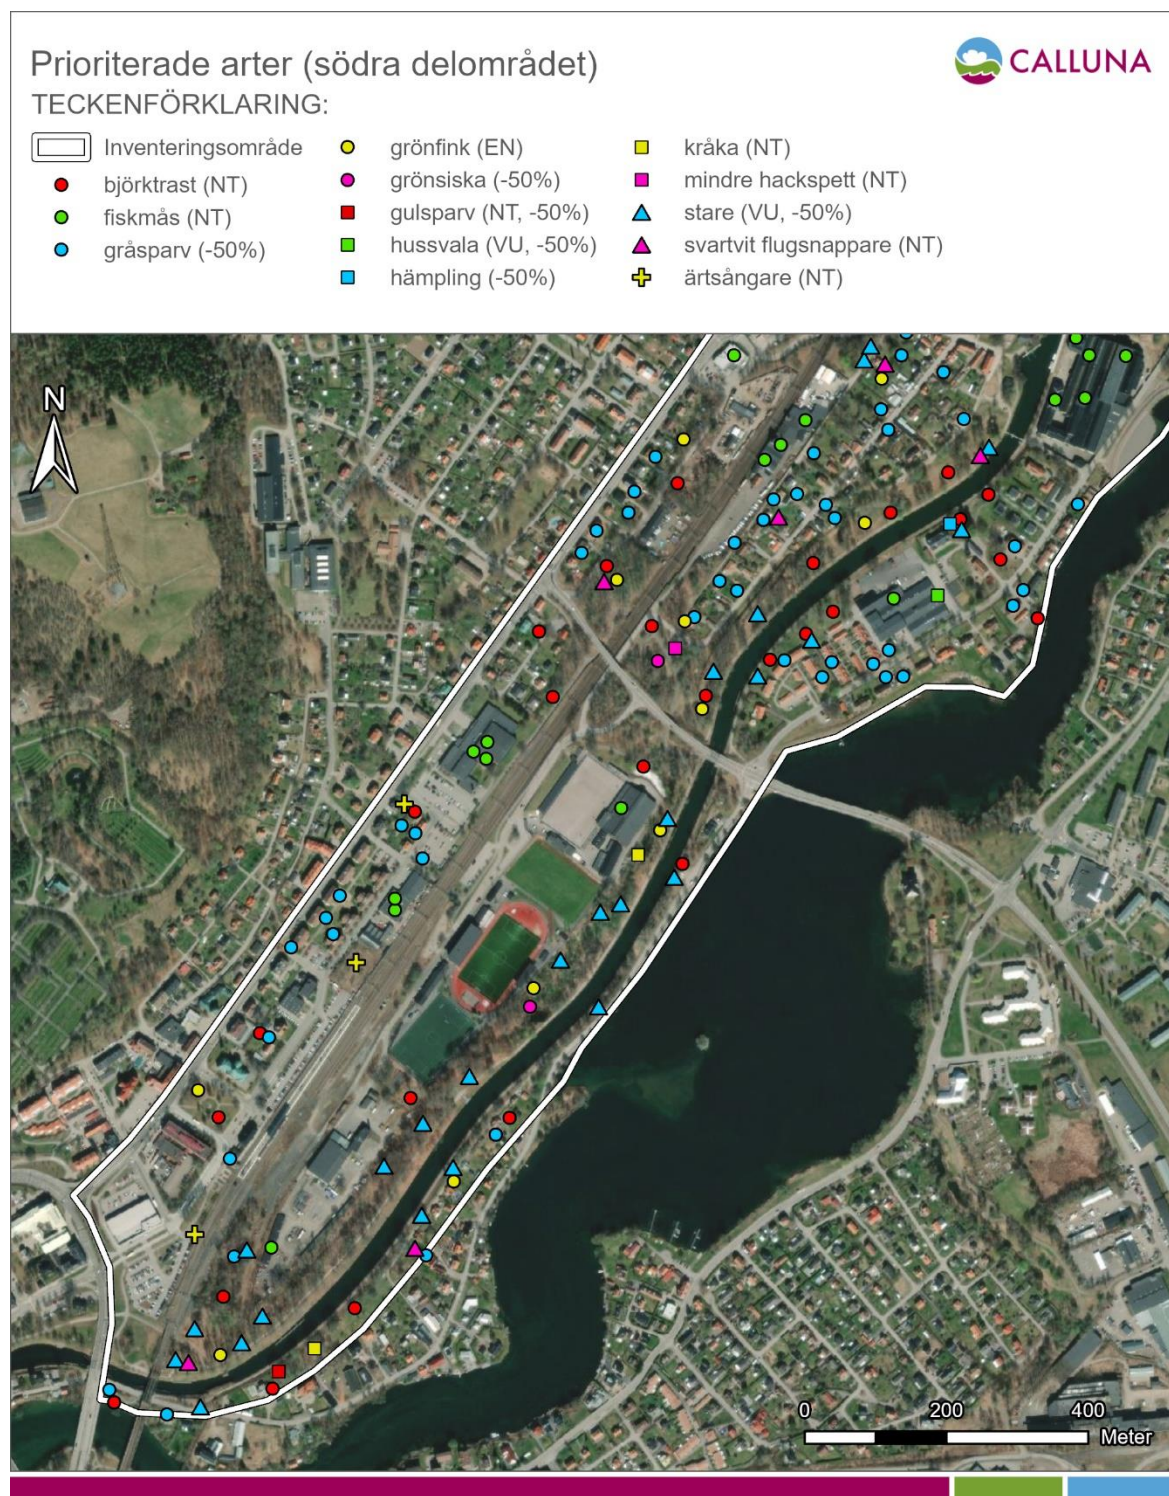 Prioriterade arter (södra delområdet)
CALLUNA
TECKENFÖRKLARING:
Inventeringsområde
björktrast (NT)
fiskmås (NT)
gråsparv (-50%)
grönfink (EN)
grönsiska (-50%)
gulsparv (NT, -50%)
hussvala (VU, -50%)
hämpling (-50%)
kråka (NT)
mindre hackspett (NT)
stare (VU, -50%)
svartvit flugsnappare (NT)
ärtsångare (NT)
N
0 200 400
Meter